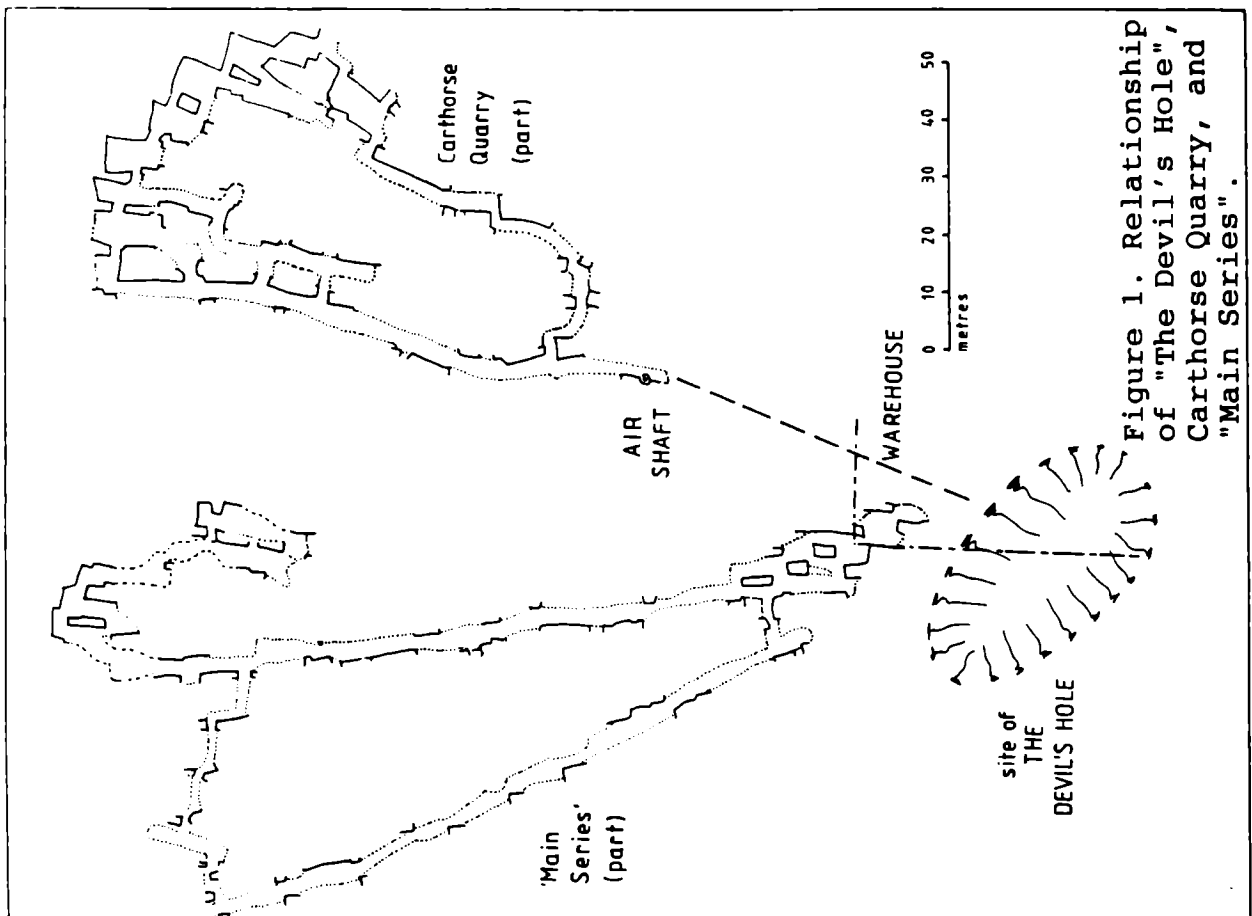 Carthorse
Quarry
(part)
AIR
SHAFT
WAREHOUSE
'Main
Series'
(part)
site of
THE
DEVIL'S HOLE
0 10 20 30 40 50
metres
Figure 1. Relationship
of "The Devil's Hole",
Carthorse Quarry, and
"Main Series".